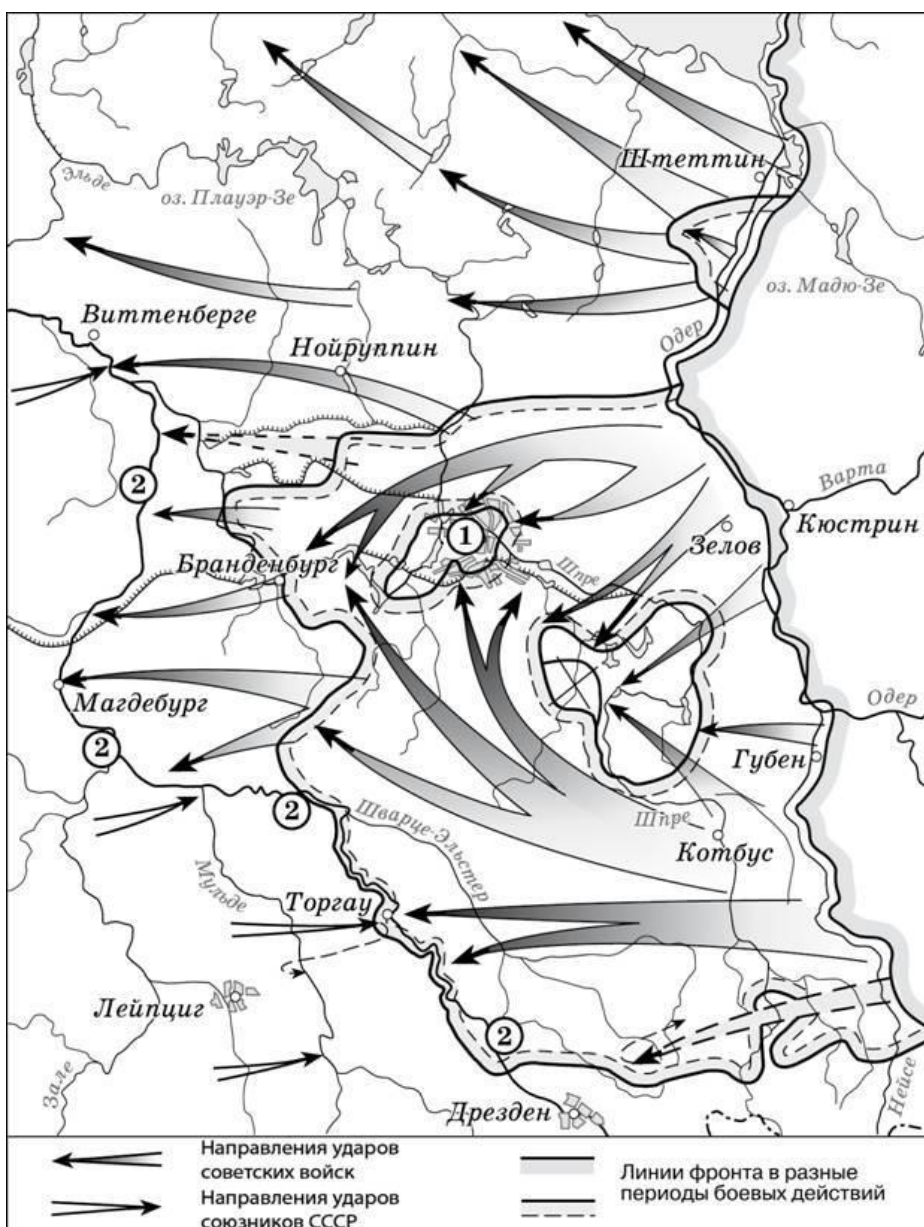 Штеттин
Эльде
оз. Плауэр-Зе
оз. Мадю-Зе
Виттенберге
Нойруппин
Одер
Варта
2
1
Кюстрин
Зелов
Бранденбург
Шпре
Магдебург
Одер
2
Губен
2
Шварце-Эльстер
Шпре
Котбус
Мульде
Торгау
Лейпциг
2
Зале
Дрезден
Нейсе
Направления ударов
советских войск
Направления ударов
союзников СССР
Линии фронта в разные
периоды боевых действий